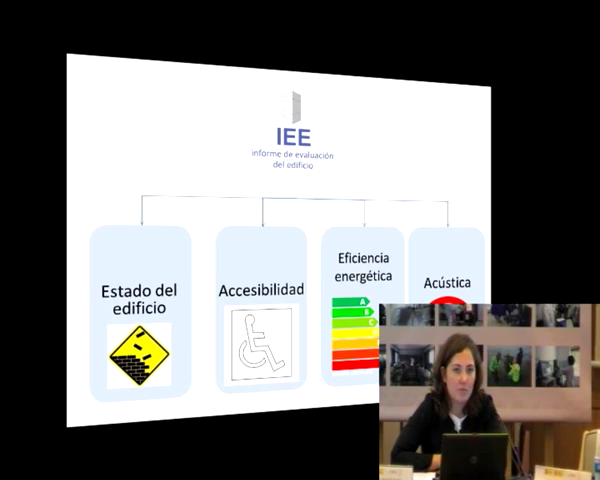 IEE
informe de evaluación
del edificio
Estado del
edificio
Accesibilidad
Eficiencia
energética
A
B
C
Acústica